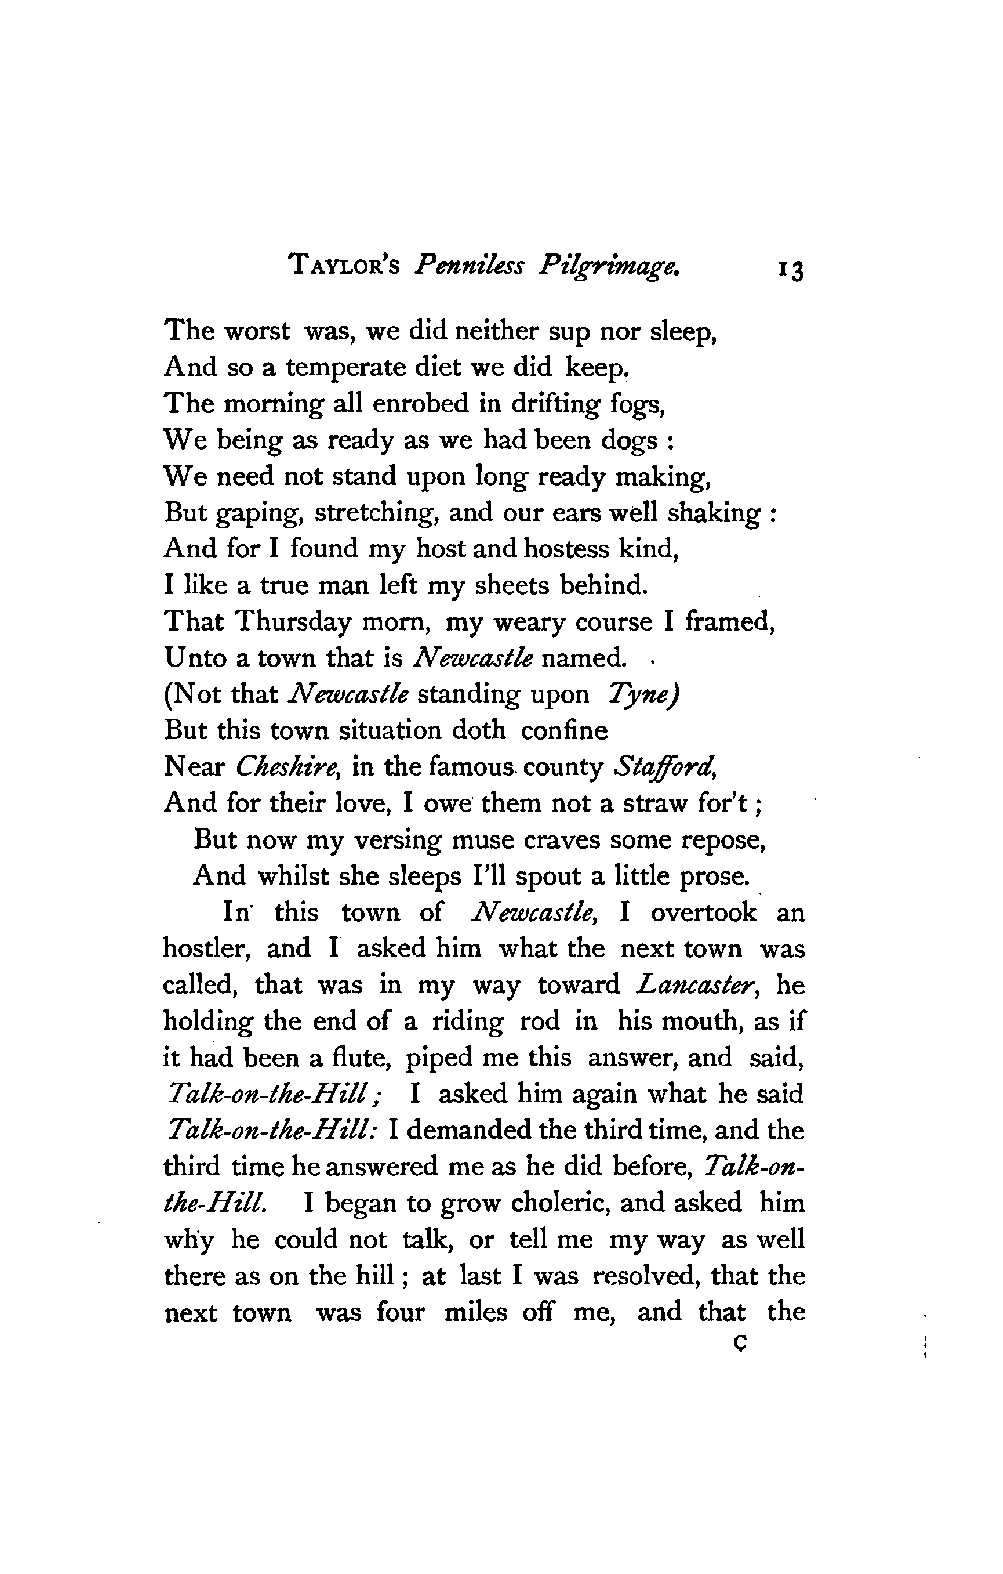 TAYLOR'S Penniless Pilgrimage. 13
The worst was, we did neither sup nor sleep,
And so a temperate diet we did keep.
The morning all enrobed in drifting fogs,
We being as ready as we had been dogs :
We need not stand upon long ready making,
But gaping, stretching, and our ears well shaking :
And for I found my host and hostess kind,
I like a true man left my sheets behind.
That Thursday morn, my weary course I framed,
Unto a town that is Newcastle named.
(Not that Newcastle standing upon Tyne)
But this town situation doth confine
Near Cheshire, in the famous county Stafford,
And for their love, I owe them not a straw for't ;
But now my versing muse craves some repose,
And whilst she sleeps I'll spout a little prose.
In this town of Newcastle, I overtook an
hostler, and I asked him what the next town was
called, that was in my way toward Lancaster, he
holding the end of a riding rod in his mouth, as if
it had been a flute, piped me this answer, and said,
Talk-on-the-Hill ; I asked him again what he said
Talk-on-the-Hill: I demanded the third time, and the
third time he answered me as he did before, Talk-on-
the-Hill. I began to grow choleric, and asked him
why he could not talk, or tell me my way as well
there as on the hill ; at last I was resolved, that the
next town was four miles off me, and that the
C